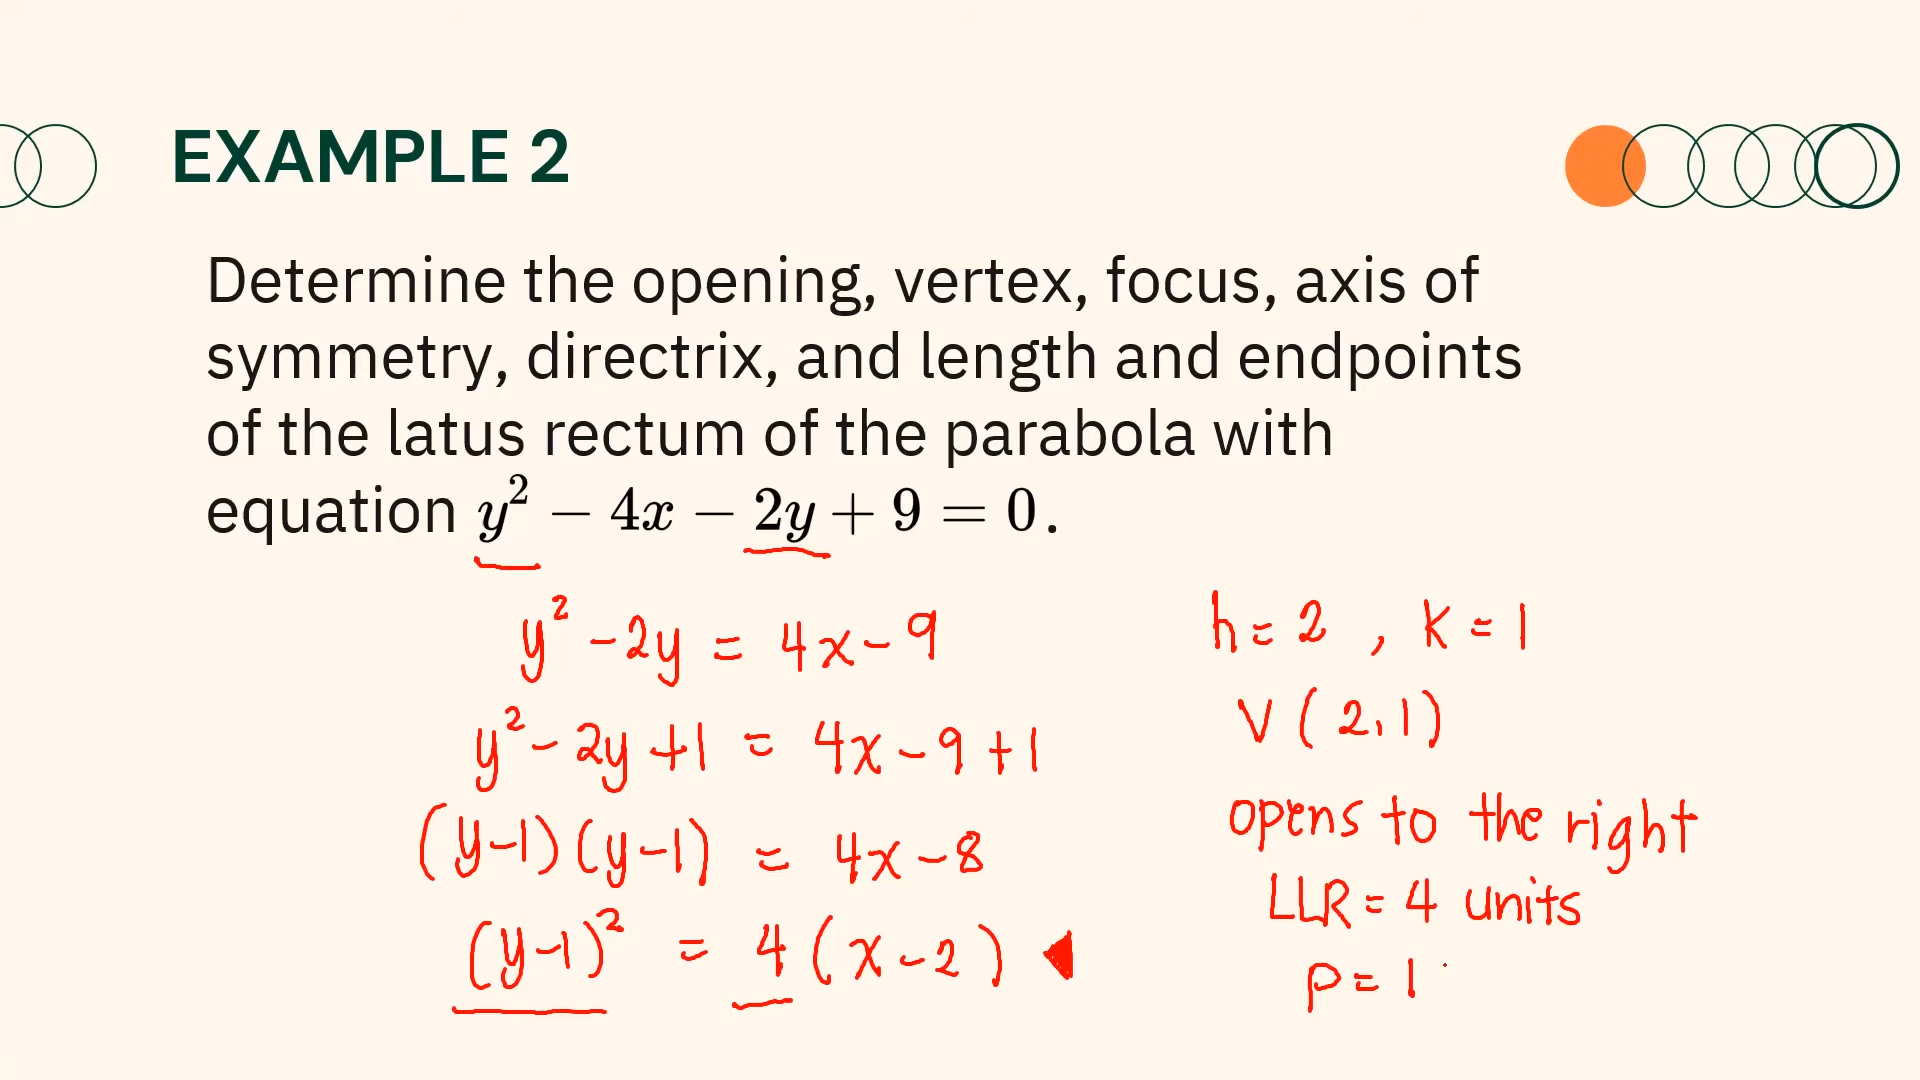 EXAMPLE 2
Determine the opening, vertex, focus, axis of
symmetry, directrix, and length and endpoints
of the latus rectum of the parabola with
equation y² − 4x − 2y + 9 = 0.
y² - 2y = 4x - 9
y² - 2y + 1 = 4x - 9 + 1
(y-1)(y-1) = 4x - 8
(y-1)² = 4(x-2)
h = 2, k = 1
V(2,1)
opens to the right
LLR = 4 units
p = 1